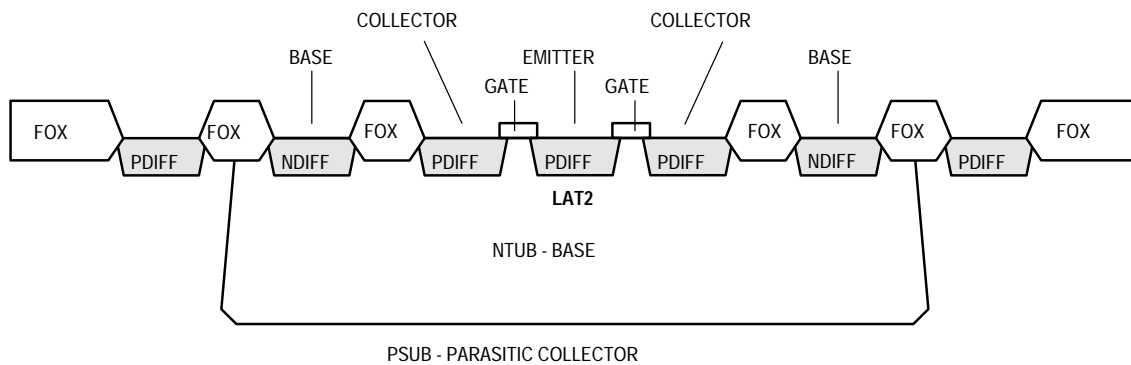 COLLECTOR COLLECTOR
BASE EMITTER BASE
GATE GATE
FOX FOX FOX FOX FOX FOX
PDIFF NDIFF PDIFF PDIFF PDIFF NDIFF PDIFF
LAT2
NTUB - BASE
PSUB - PARASITIC COLLECTOR